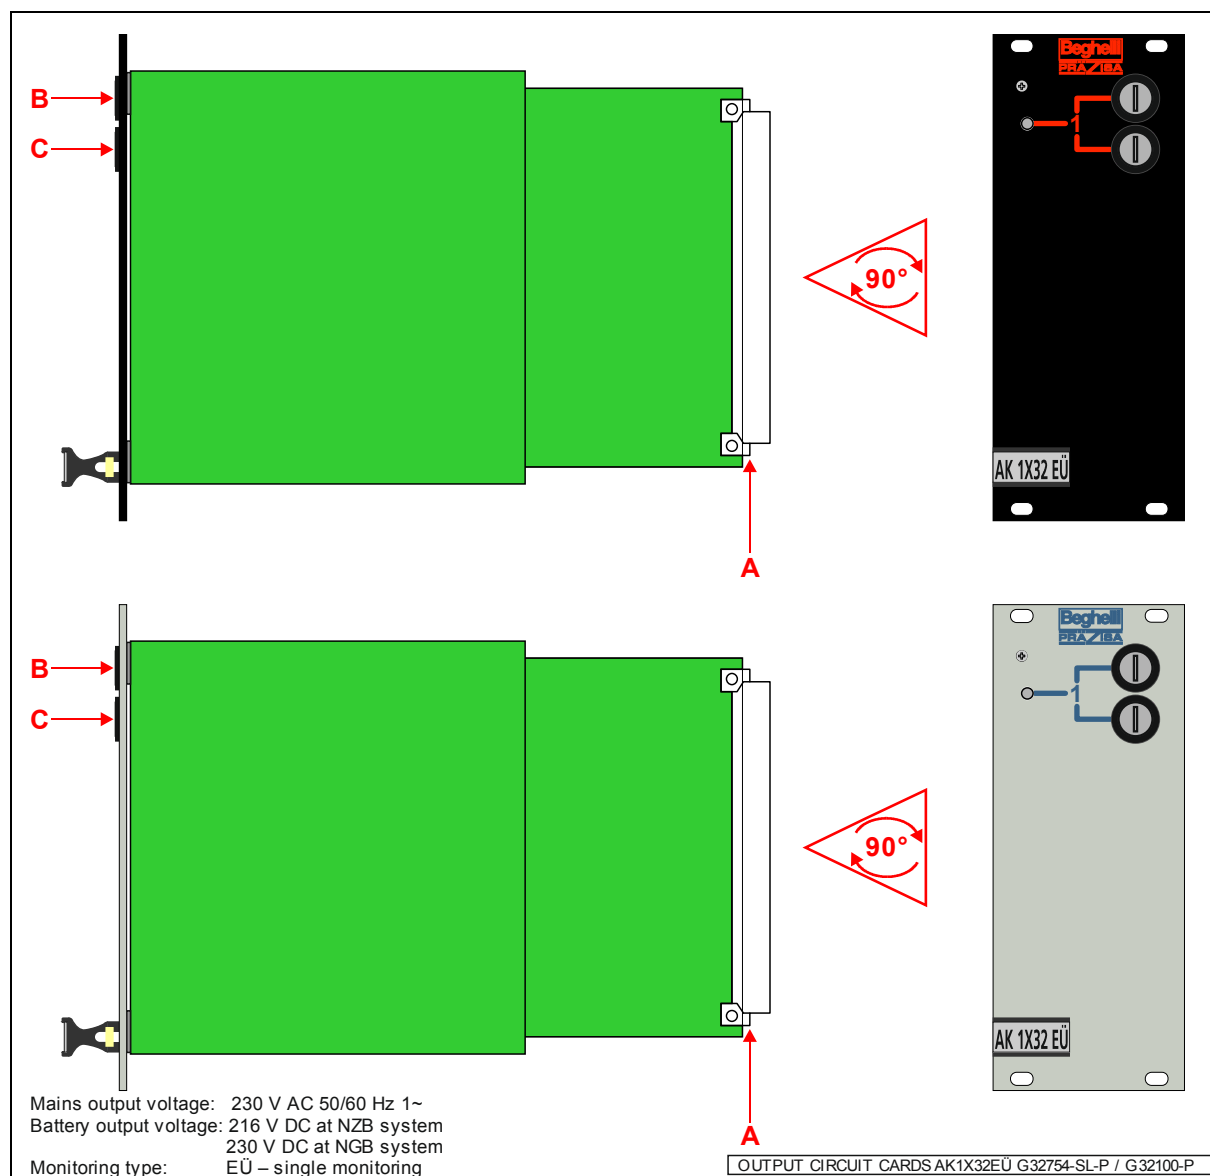 B
C
A
90°
Beghelli
PRÄZISA
1
AK 1X32 EÜ
B
C
A
90°
Beghelli
PRÄZISA
1
AK 1X32 EÜ
Mains output voltage: 230 V AC 50/60 Hz 1~
Battery output voltage: 216 V DC at NZB system
230 V DC at NGB system
Monitoring type: EÜ – single monitoring
OUTPUT CIRCUIT CARDS AK1X32EÜ G32754-SL-P / G32100-P